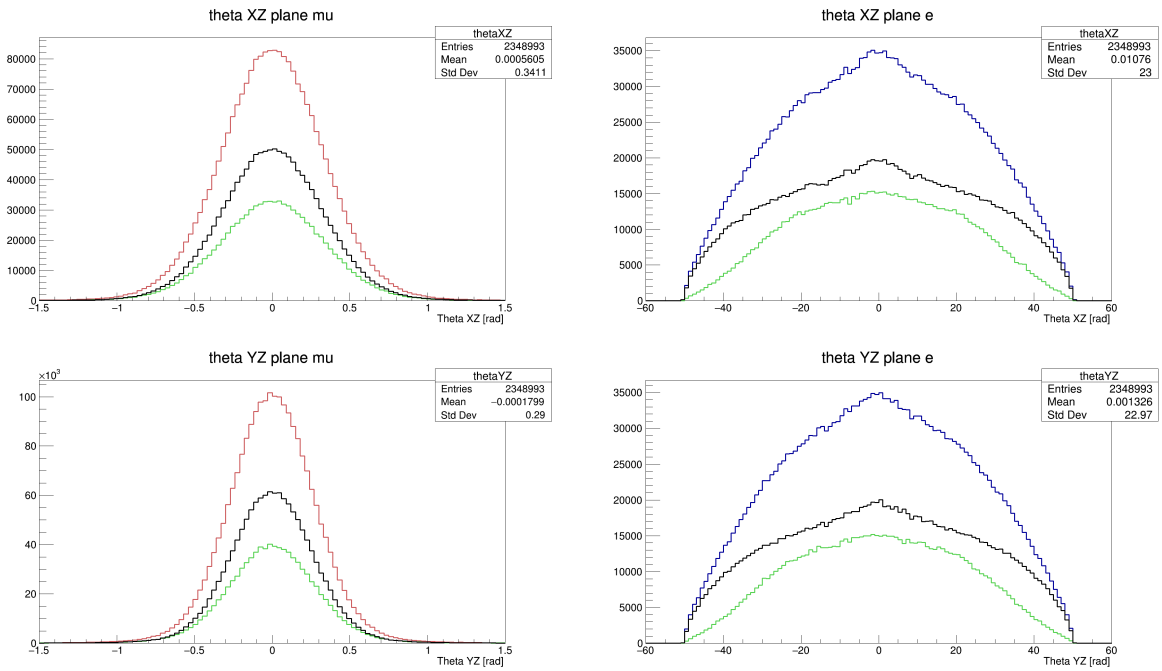 theta XZ plane mu
thetaXZ
Entries 2348993
Mean 0.0005605
Std Dev 0.3411
80000
70000
60000
50000
40000
30000
20000
10000
0
−1.5 −1 −0.5 0 0.5 1 1.5
Theta XZ [rad]
theta XZ plane e
thetaXZ
Entries 2348993
Mean 0.01076
Std Dev 23
35000
30000
25000
20000
15000
10000
5000
0
−60 −40 −20 0 20 40 60
Theta XZ [rad]
theta YZ plane mu
×10³
thetaYZ
Entries 2348993
Mean −0.0001799
Std Dev 0.29
100
80
60
40
20
0
−1.5 −1 −0.5 0 0.5 1 1.5
Theta YZ [rad]
theta YZ plane e
thetaYZ
Entries 2348993
Mean 0.001326
Std Dev 22.97
35000
30000
25000
20000
15000
10000
5000
0
−60 −40 −20 0 20 40 60
Theta YZ [rad]